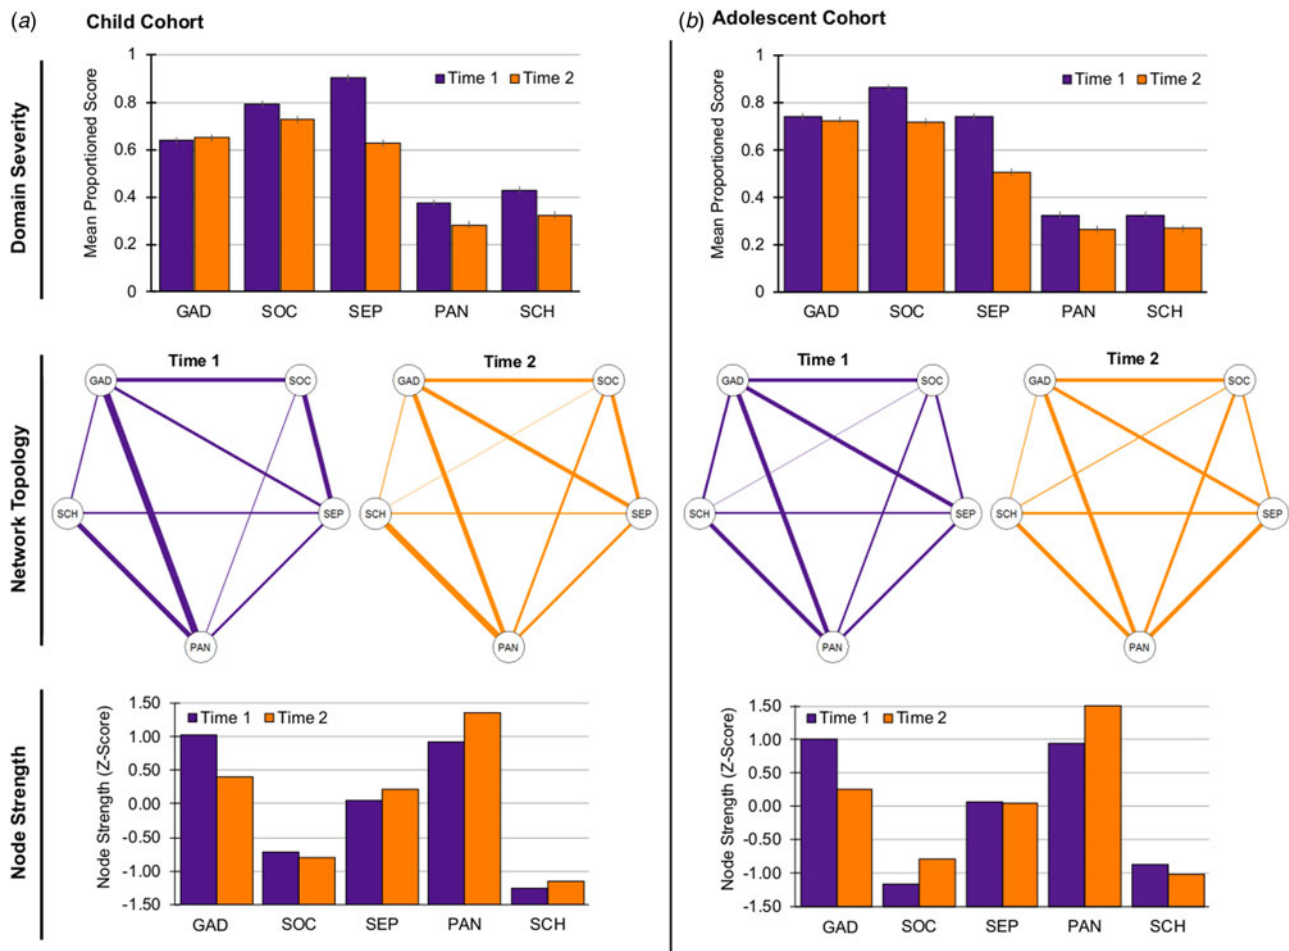 (a) Child Cohort
Domain Severity
Mean Proportioned Score
1
0.8
0.6
0.4
0.2
0
Time 1 Time 2
GAD SOC SEP PAN SCH
Network Topology
Time 1
GAD SOC
SCH SEP
PAN
Time 2
GAD SOC
SCH SEP
PAN
Node Strength
Node Strength (Z-Score)
1.50
1.00
0.50
0.00
-0.50
-1.00
-1.50
Time 1 Time 2
GAD SOC SEP PAN SCH
(b) Adolescent Cohort
Mean Proportioned Score
1
0.8
0.6
0.4
0.2
0
Time 1 Time 2
GAD SOC SEP PAN SCH
Time 1
GAD SOC
SCH SEP
PAN
Time 2
GAD SOC
SCH SEP
PAN
Node Strength (Z-Score)
1.50
1.00
0.50
0.00
-0.50
-1.00
-1.50
Time 1 Time 2
GAD SOC SEP PAN SCH